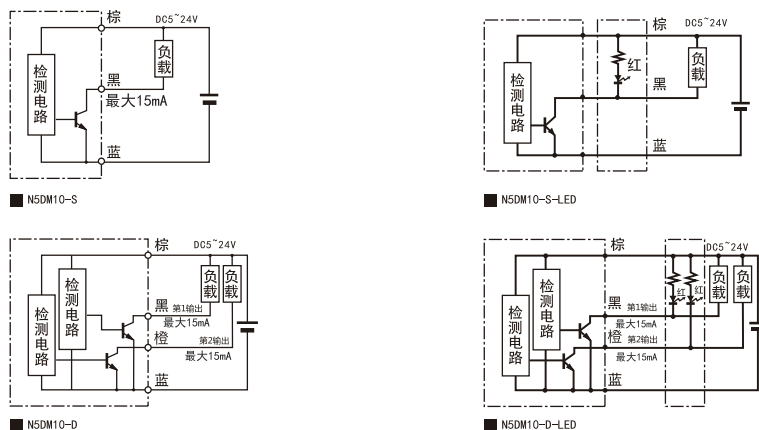 棕
DC5~24V
检测电路
负载
黑
最大15mA
蓝
N5DM10-S
棕
DC5~24V
检测电路
红
负载
黑
蓝
N5DM10-S-LED
棕
DC5~24V
检测电路
检测电路
负载
负载
黑 第1输出
最大15mA
橙 第2输出
最大15mA
蓝
N5DM10-D
棕
DC5~24V
检测电路
检测电路
红
红
负载
负载
黑 第1输出
最大15mA
橙 第2输出
最大15mA
蓝
N5DM10-D-LED